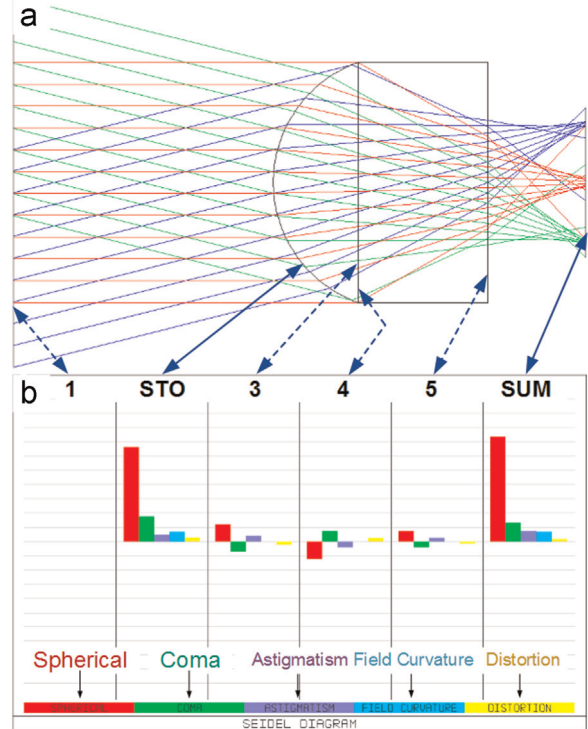 a
b
1 STO 3 4 5 SUM
Spherical Coma Astigmatism Field Curvature Distortion
SPHERICAL COMA ASTIGMATISM FIELD CURVATURE DISTORTION
SEIDEL DIAGRAM